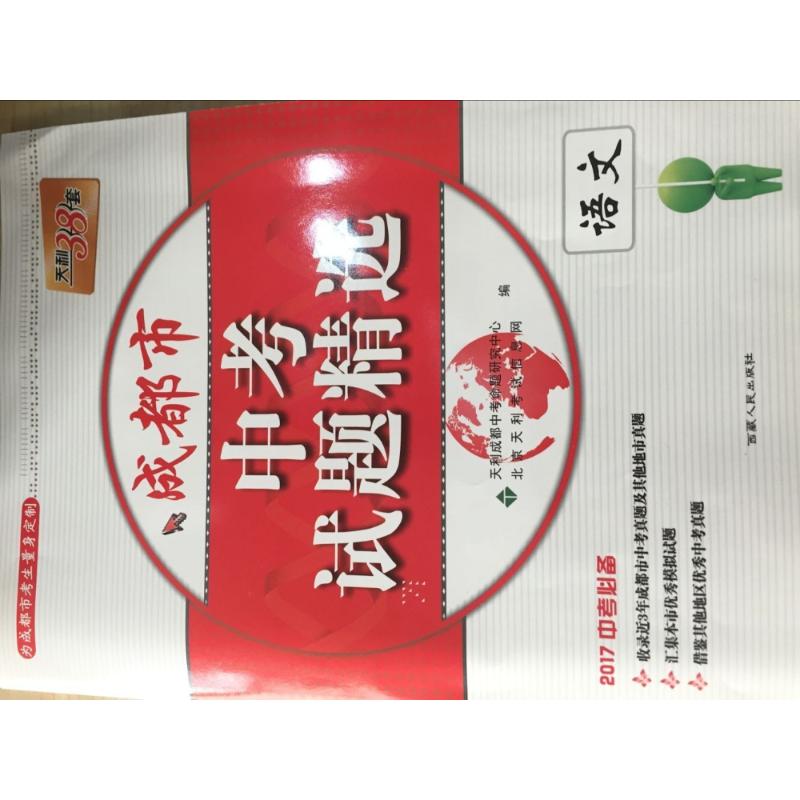 为成都市考生量身定制
天利38套
成都市
中考
试题精选
天利成都中考命题研究中心
北京天利考试信息网
编
语文
2017 中考必备
收录近3年成都市中考真题及其他地市真题
汇集本市优秀模拟试题
借鉴其他地区优秀中考真题
西藏人民出版社